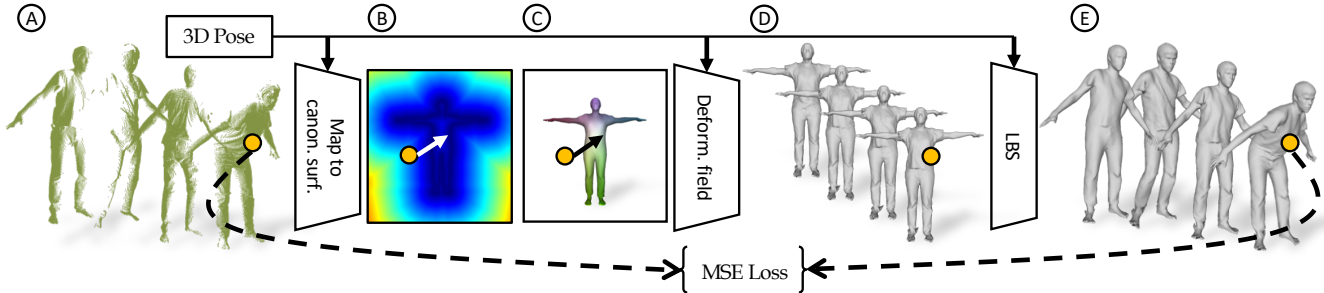 A
B
C
D
E
3D Pose
Map to
canon. surf.
Deform. field
LBS
MSE Loss